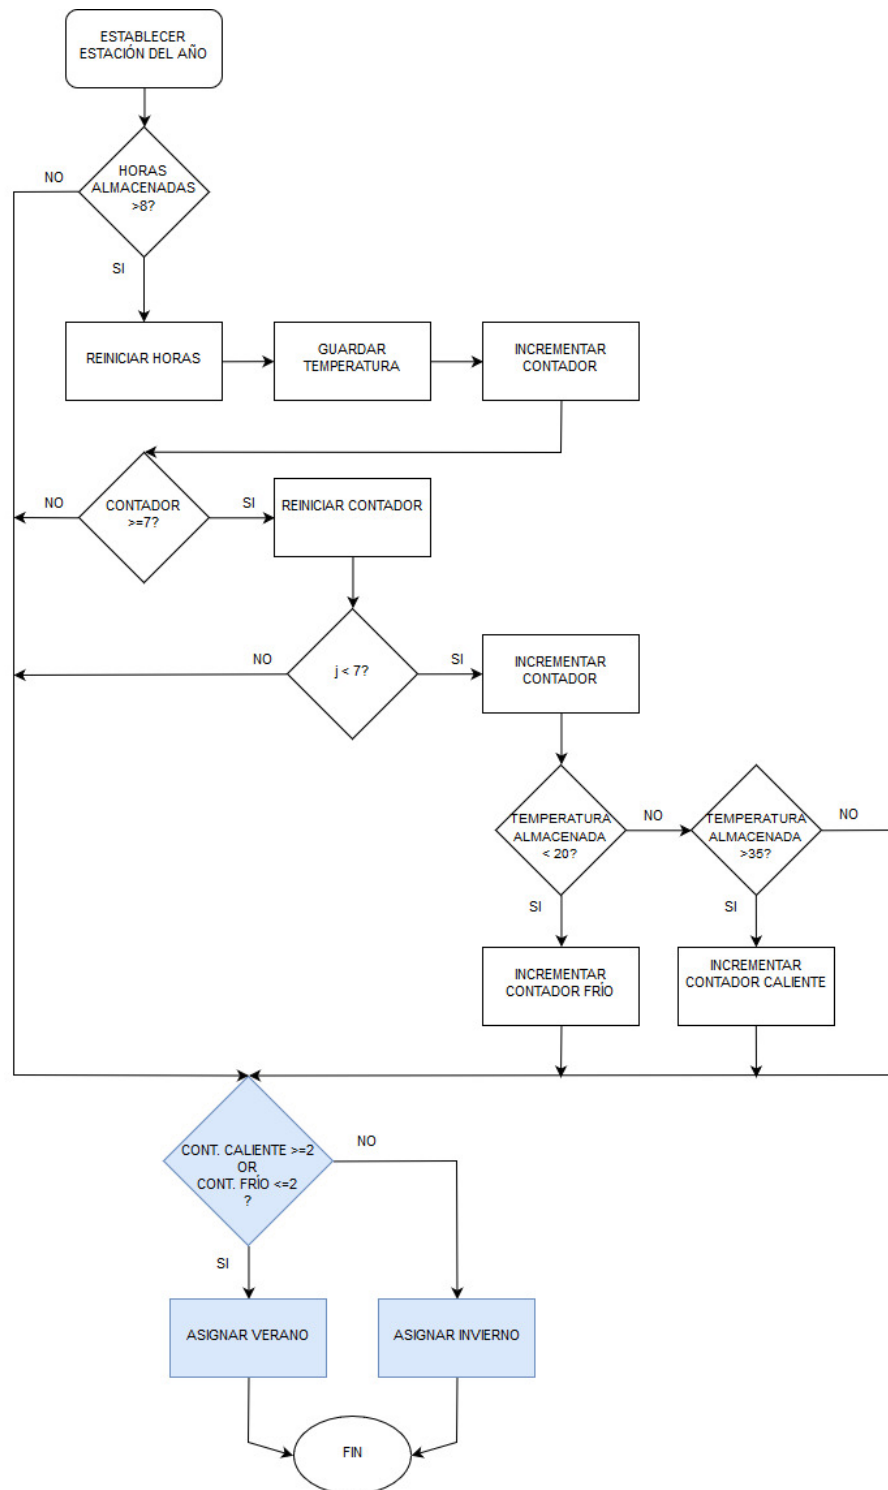 ESTABLECER
ESTACIÓN DEL AÑO
HORAS
ALMACENADAS
>8?
NO
SI
REINICIAR HORAS
GUARDAR
TEMPERATURA
INCREMENTAR
CONTADOR
CONTADOR
>=7?
NO
SI
REINICIAR CONTADOR
j < 7?
NO
SI
INCREMENTAR
CONTADOR
TEMPERATURA
ALMACENADA
< 20?
NO
TEMPERATURA
ALMACENADA
>35?
NO
SI
SI
INCREMENTAR
CONTADOR FRÍO
INCREMENTAR
CONTADOR CALIENTE
CONT. CALIENTE >=2
OR
CONT. FRÍO <=2
?
NO
SI
ASIGNAR VERANO
ASIGNAR INVIERNO
FIN